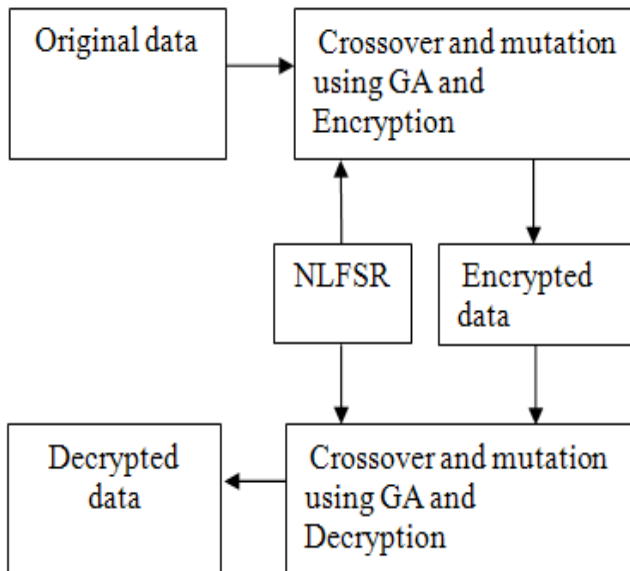 Original data
Crossover and mutation
using GA and
Encryption
NLFSR
Encrypted
data
Decrypted
data
Crossover and mutation
using GA and
Decryption